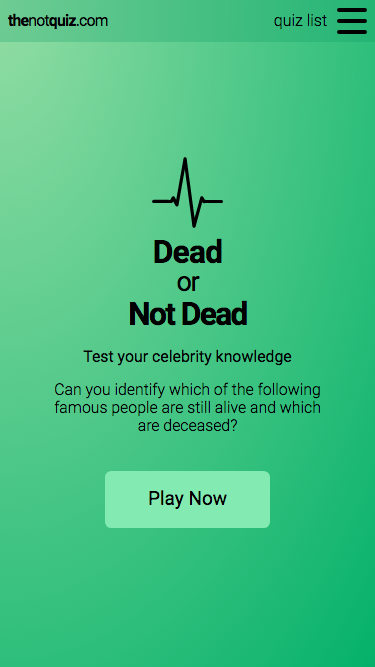 thenotquiz.com
quiz list
Dead
or
Not Dead
Test your celebrity knowledge
Can you identify which of the following
famous people are still alive and which
are deceased?
Play Now